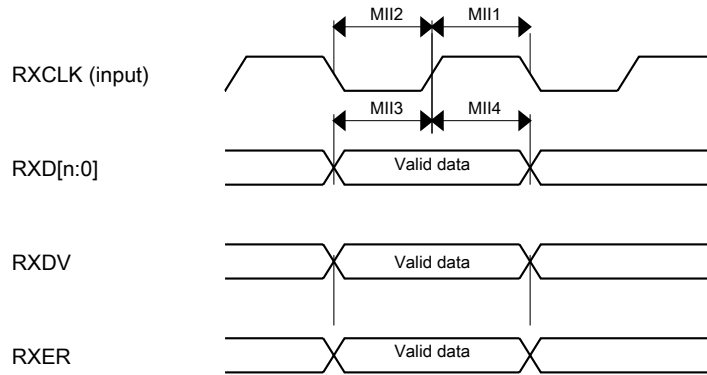 MII2 MII1
RXCLK (input)
MII3 MII4
RXD[n:0] Valid data
RXDV Valid data
RXER Valid data